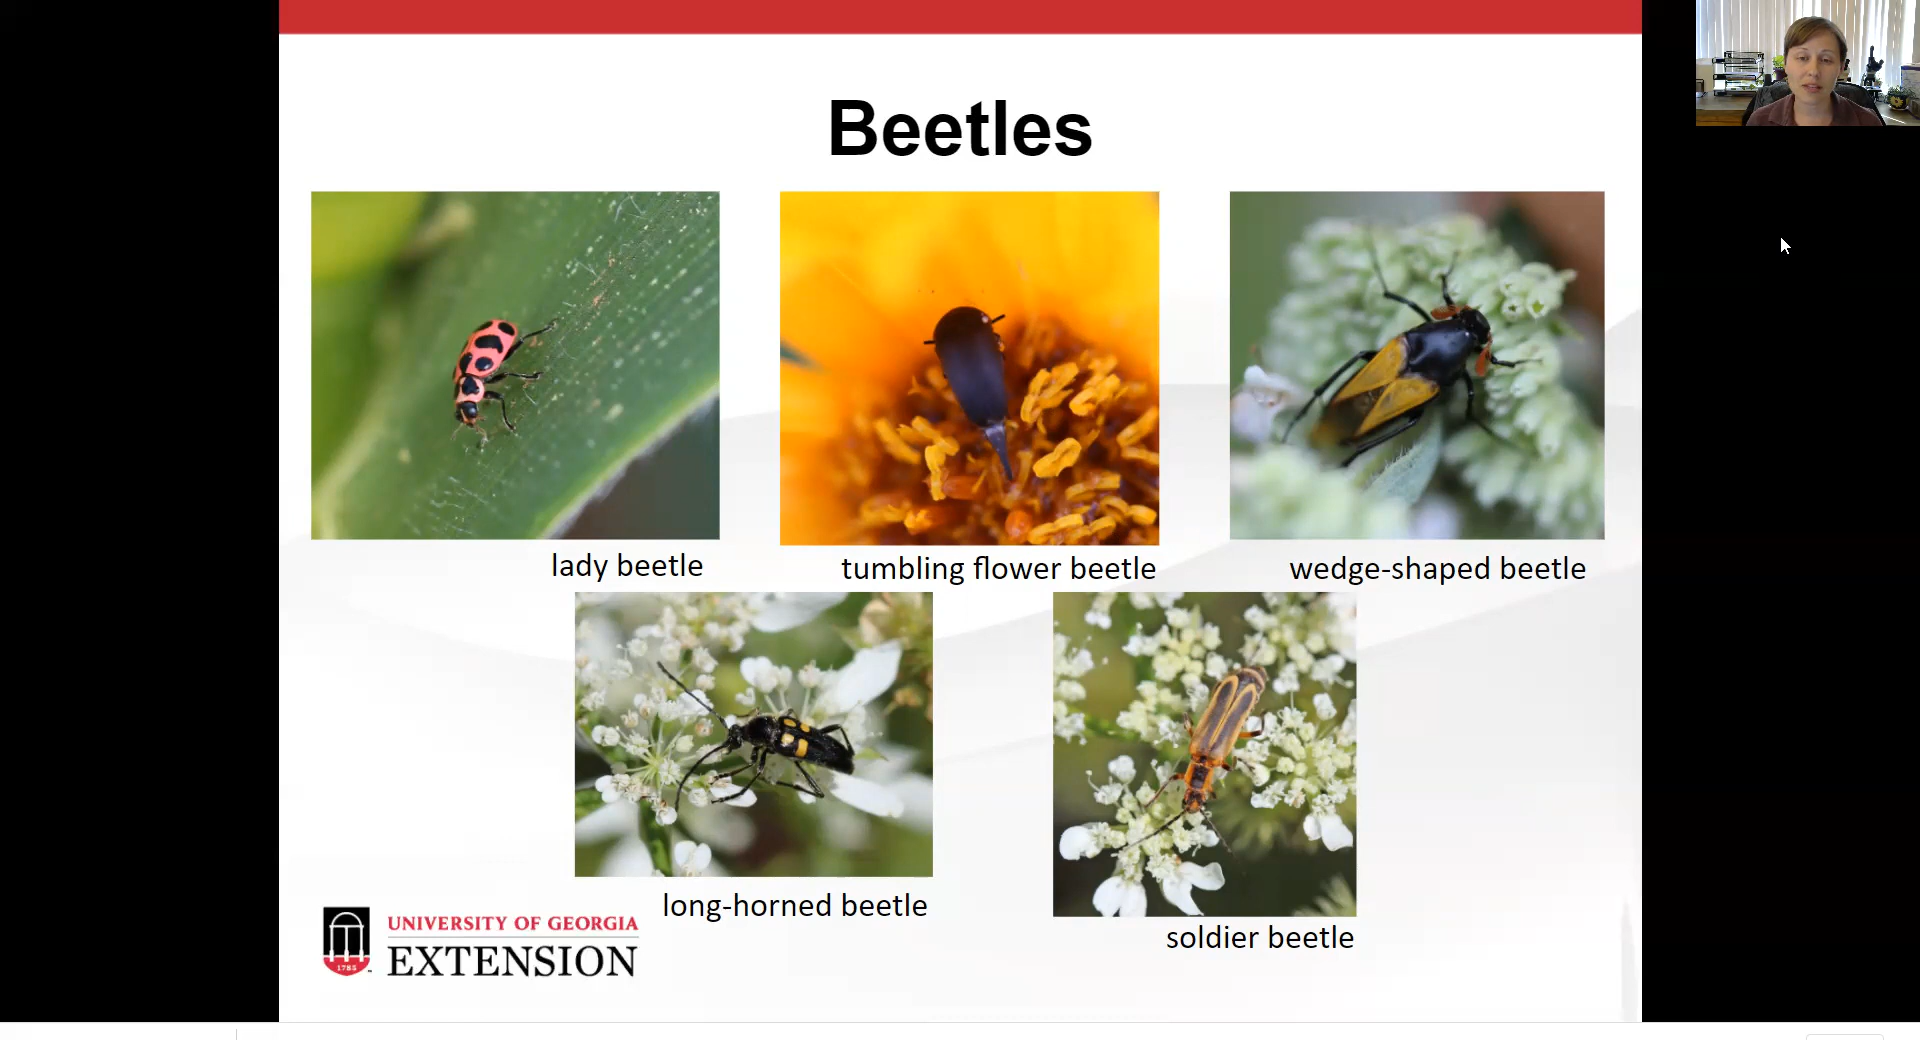 Beetles
lady beetle
tumbling flower beetle
wedge-shaped beetle
long-horned beetle
soldier beetle
1785
UNIVERSITY OF GEORGIA
EXTENSION